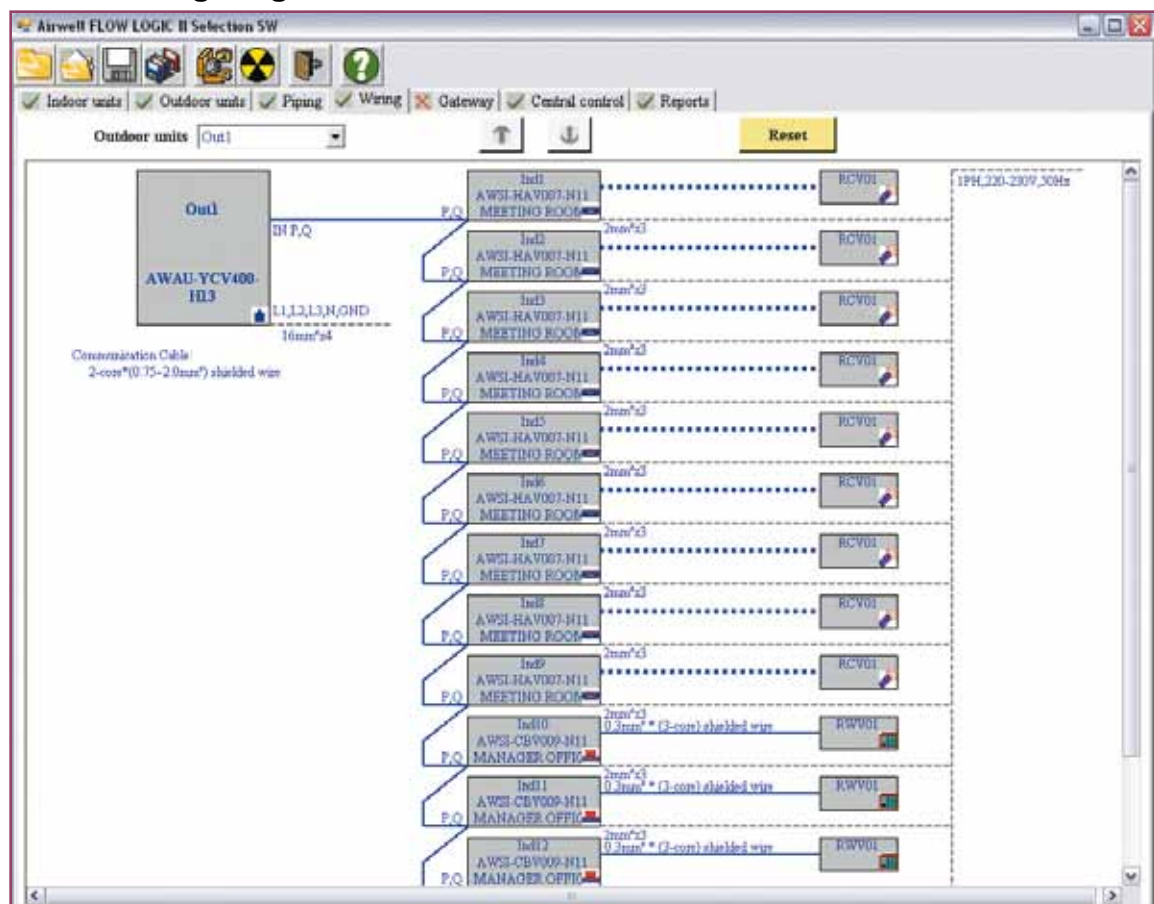 Airwell FLOW LOGIC II Selection SW
Indoor units Outdoor units Piping Wiring Gateway Central control Reports
Outdoor units Out1 Reset
Out1
AWAU-YCV400-
H13
IN P,Q
L1,L2,L3,N,GND
16mm²x4
Communication Cable:
2-core*(0.75~2.0mm²) shielded wire
1PH,220-230V,50Hz
Ind1 RCV01
AWSI-HAV007-N11
P,Q MEETING ROOM
2mm²x3
Ind2 RCV01
AWSI-HAV007-N11
P,Q MEETING ROOM
2mm²x3
Ind3 RCV01
AWSI-HAV007-N11
P,Q MEETING ROOM
2mm²x3
Ind4 RCV01
AWSI-HAV007-N11
P,Q MEETING ROOM
2mm²x3
Ind5 RCV01
AWSI-HAV007-N11
P,Q MEETING ROOM
2mm²x3
Ind6 RCV01
AWSI-HAV007-N11
P,Q MEETING ROOM
2mm²x3
Ind7 RCV01
AWSI-HAV007-N11
P,Q MEETING ROOM
2mm²x3
Ind8 RCV01
AWSI-HAV007-N11
P,Q MEETING ROOM
2mm²x3
Ind9 RCV01
AWSI-HAV007-N11
P,Q MEETING ROOM
2mm²x3
0.3mm² * (3-core) shielded wire
Ind10 RWV01
AWSI-CBV009-N11
P,Q MANAGER OFFIC
2mm²x3
0.3mm² * (3-core) shielded wire
Ind11 RWV01
AWSI-CBV009-N11
P,Q MANAGER OFFIC
2mm²x3
0.3mm² * (3-core) shielded wire
Ind12 RWV01
AWSI-CBV009-N11
P,Q MANAGER OFFIC